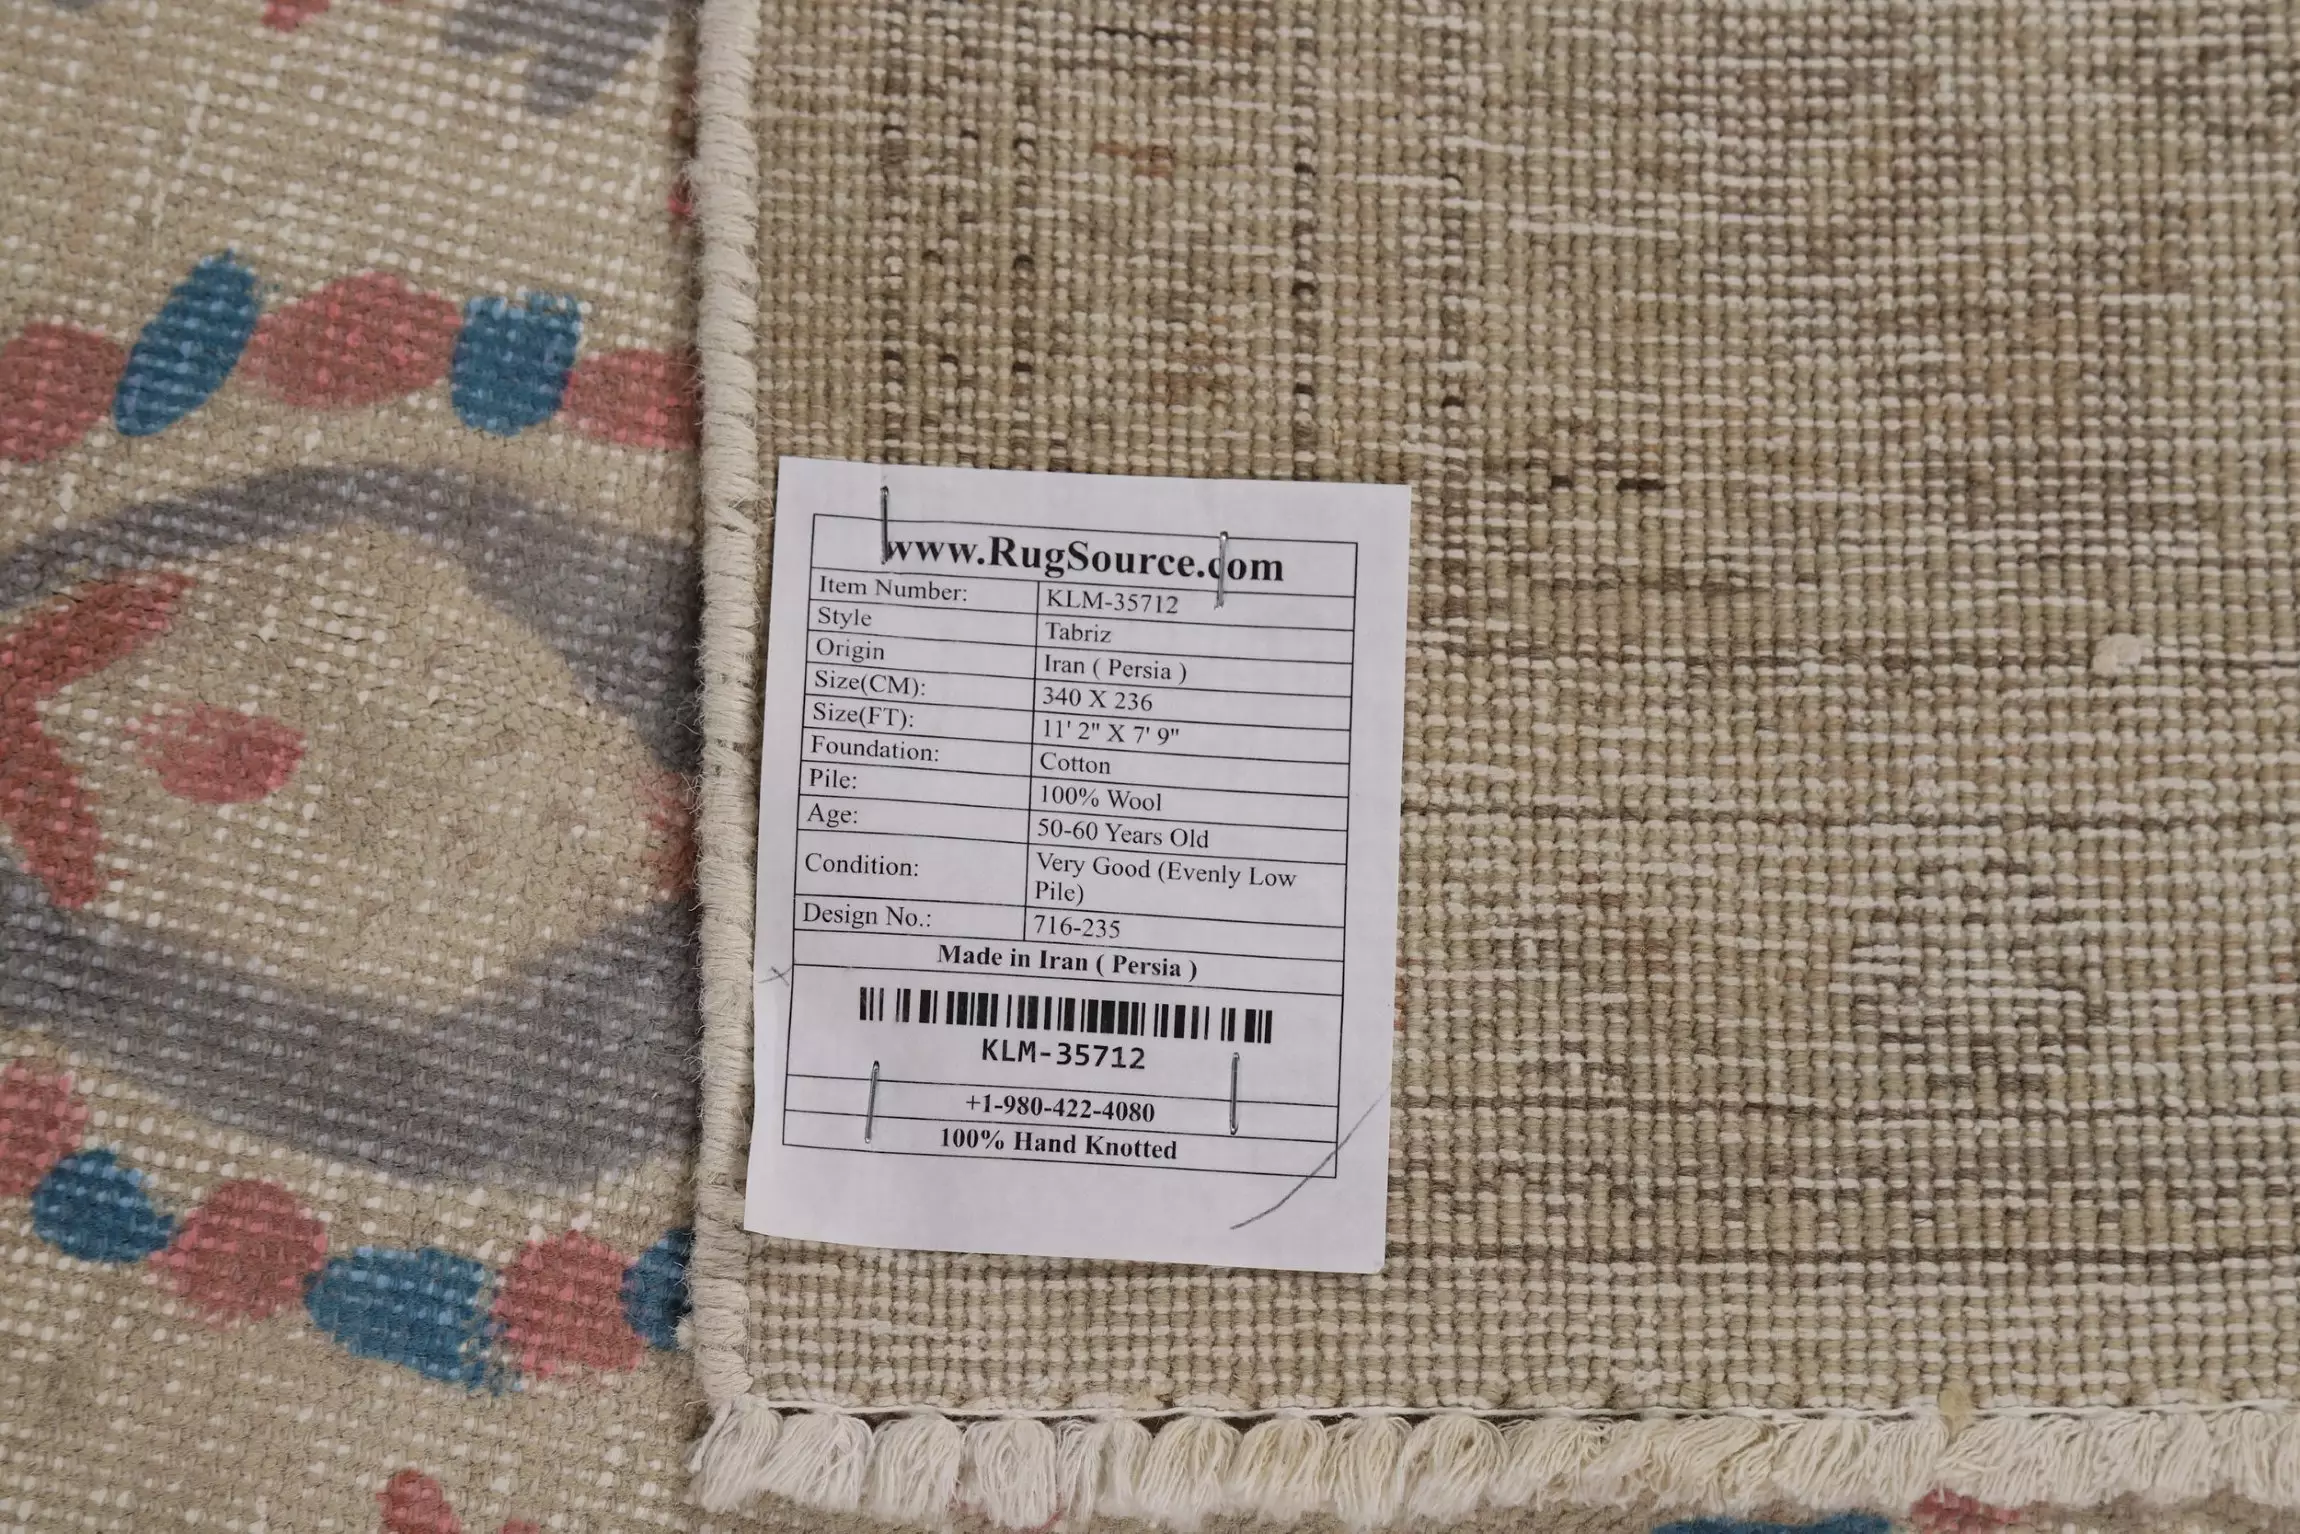 www.RugSource.com
Item Number: KLM-35712
Style Tabriz
Origin Iran ( Persia )
Size(CM): 340 X 236
Size(FT): 11' 2" X 7' 9"
Foundation: Cotton
Pile: 100% Wool
Age: 50-60 Years Old
Condition: Very Good (Evenly Low
Pile)
Design No.: 716-235
Made in Iran ( Persia )
KLM-35712
+1-980-422-4080
100% Hand Knotted